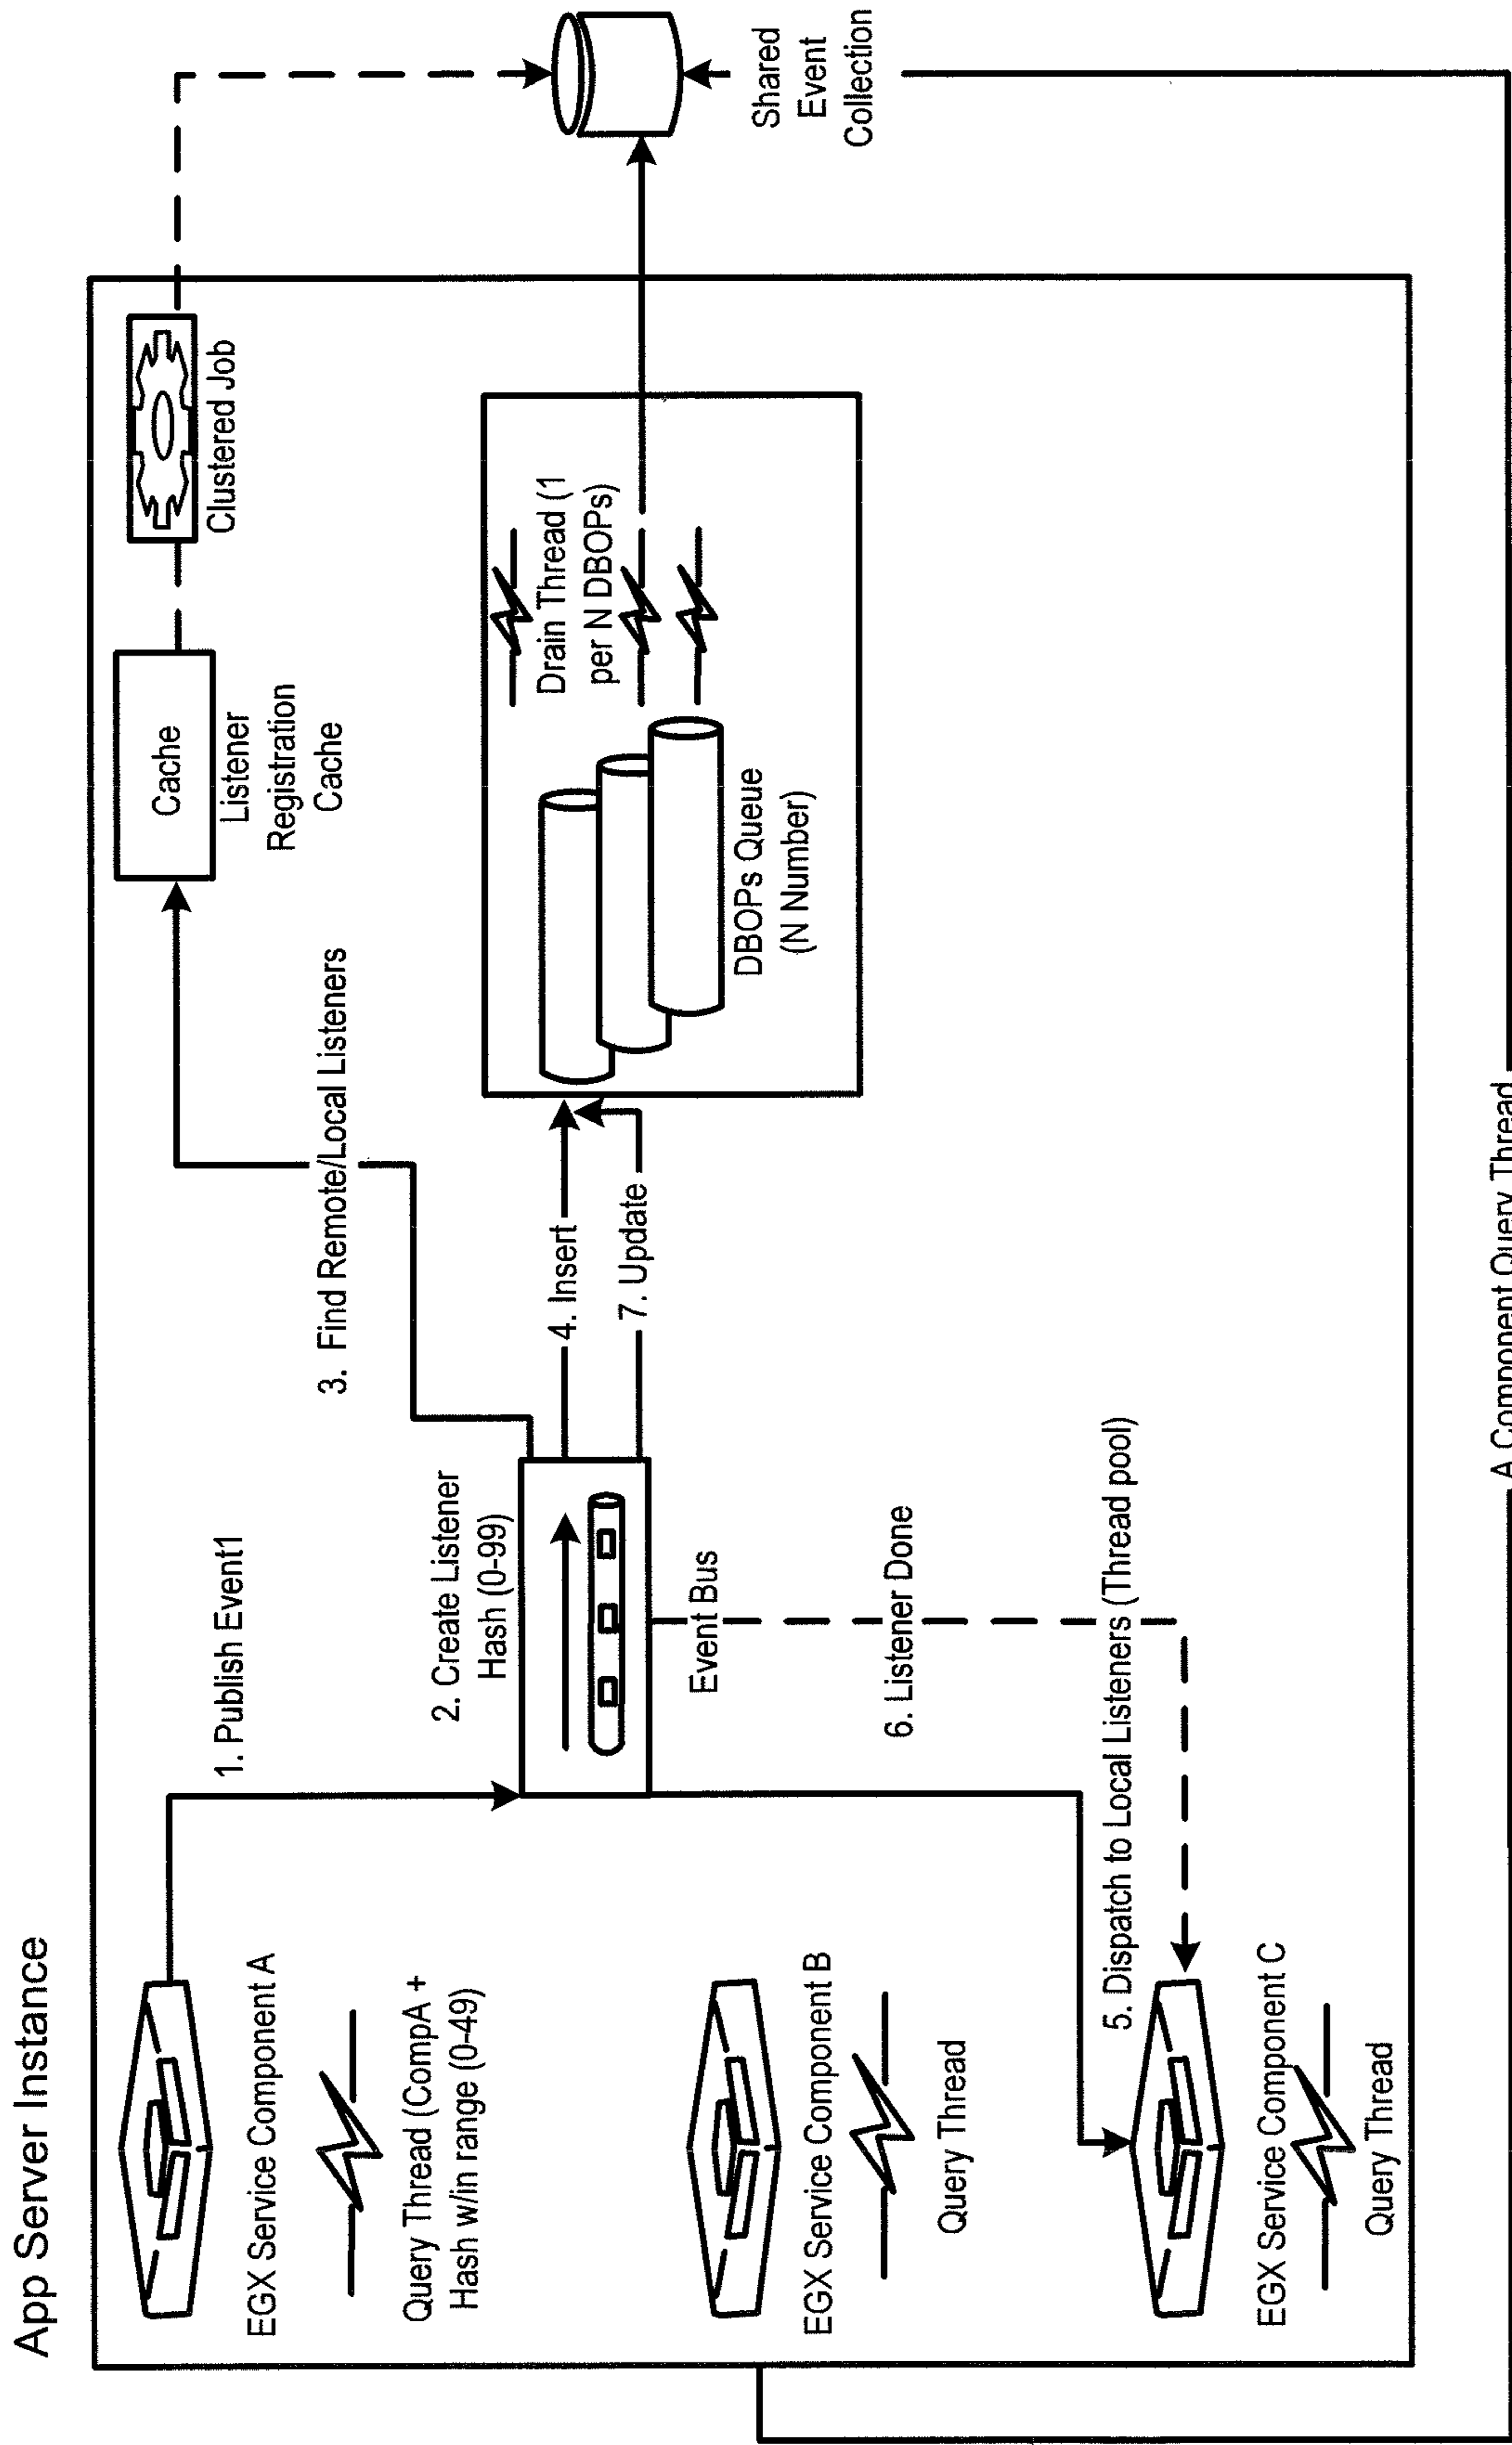 App Server Instance
EGX Service Component A
Query Thread (CompA +
Hash w/in range (0-49)
EGX Service Component B
Query Thread
EGX Service Component C
Query Thread
1. Publish Event1
2. Create Listener
Hash (0-99)
Event Bus
3. Find Remote/Local Listeners
4. Insert
7. Update
6. Listener Done
5. Dispatch to Local Listeners (Thread pool)
Cache
Listener
Registration
Cache
Clustered Job
Drain Thread (1
per N DBOPs)
DBOPs Queue
(N Number)
Shared
Event
Collection
A Component Query Thread